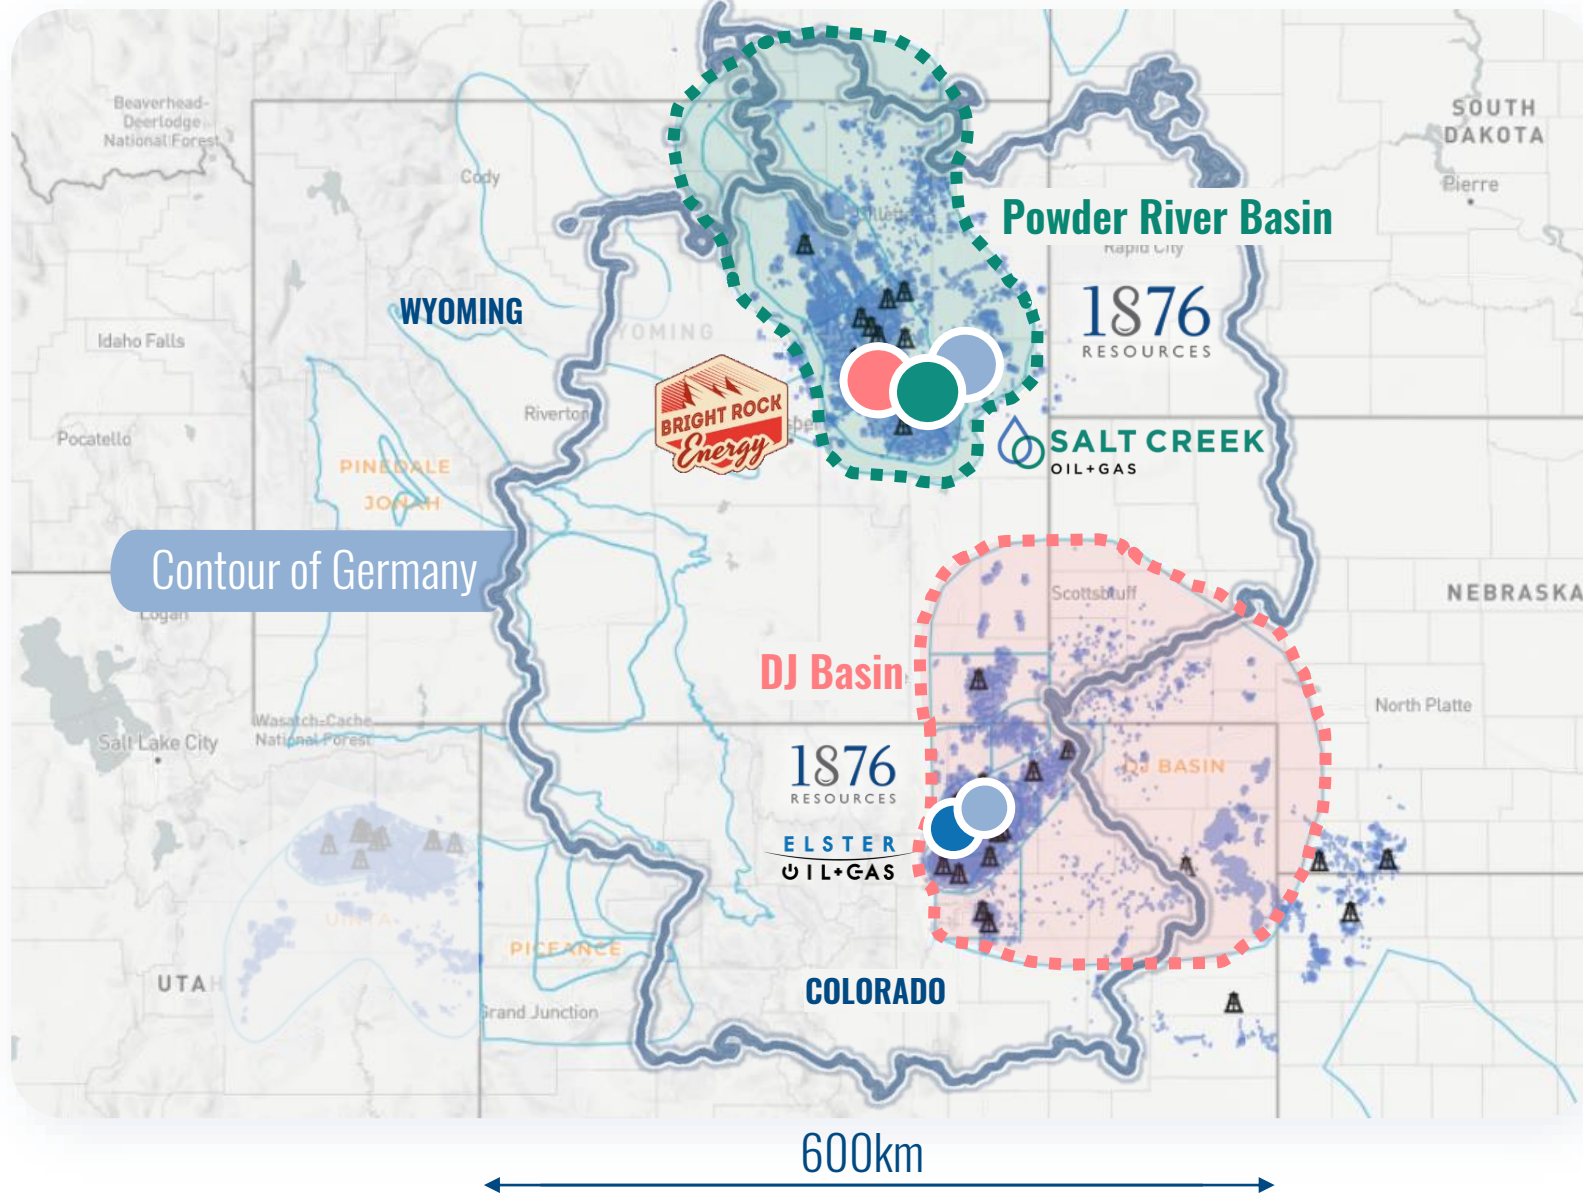 Beaverhead-
Deerlodge
National Forest
SOUTH
DAKOTA
Cody
Pierre
Powder River Basin
Rapid City
1876
RESOURCES
WYOMING
WYOMING
Idaho Falls
BRIGHT ROCK
Energy
Riverton
Pocatello
SALT CREEK
OIL+GAS
PINEDALE
JONAH
Contour of Germany
Logan
Scottsbluff
NEBRASKA
DJ Basin
North Platte
Wasatch-Cache
National Forest
Salt Lake City
1876
RESOURCES
DJ BASIN
ELSTER
OIL+GAS
UINTA
PICEANCE
UTAH
COLORADO
Grand Junction
600km